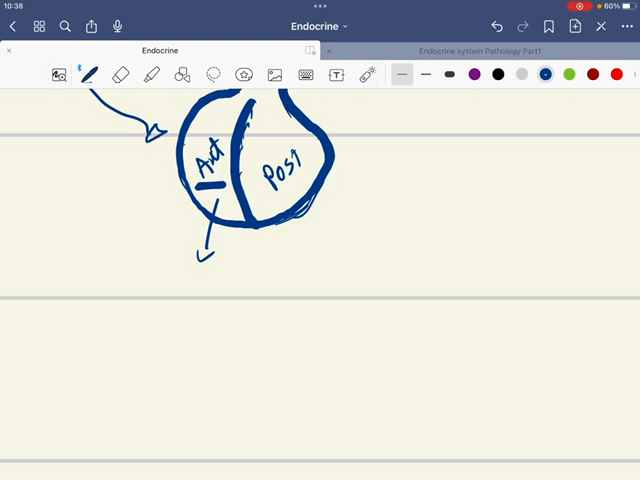 10:38
60%
Endocrine
Endocrine
Endocrine system Pathology Part1
T
Ant
Post